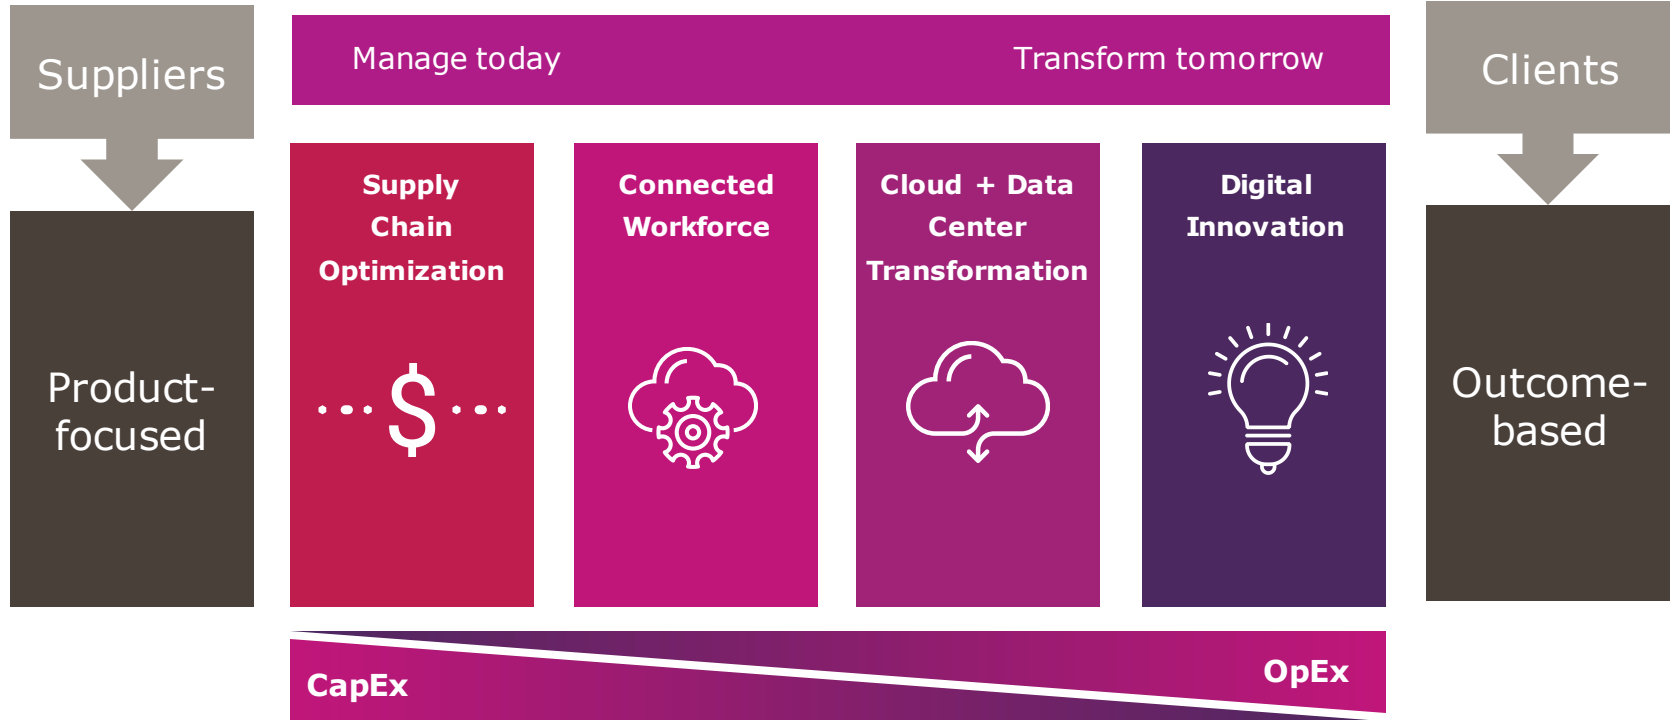 Suppliers
Manage today
Transform tomorrow
Clients
Supply
Chain
Optimization
Connected
Workforce
Cloud + Data
Center
Transformation
Digital
Innovation
Product-
focused
$
Outcome-
based
CapEx
OpEx